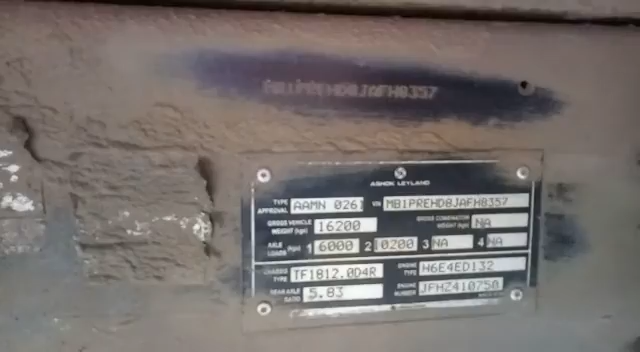 MB1PREHD8JAFH8357
ASHOK LEYLAND
TYPE APPROVAL AAMN 0261 VIN MB1PREHD8JAFH8357
GROSS VEHICLE WEIGHT (kgs) 16200 GROSS COMBINATION WEIGHT (kgs) NA
AXLE LOADS (kgs) 1 6000 2 10200 3 NA 4 NA
CHASSIS TYPE TF1812.0D4R ENGINE TYPE H6E4ED132
REAR AXLE RATIO 5.83 ENGINE NUMBER JFHZ410750